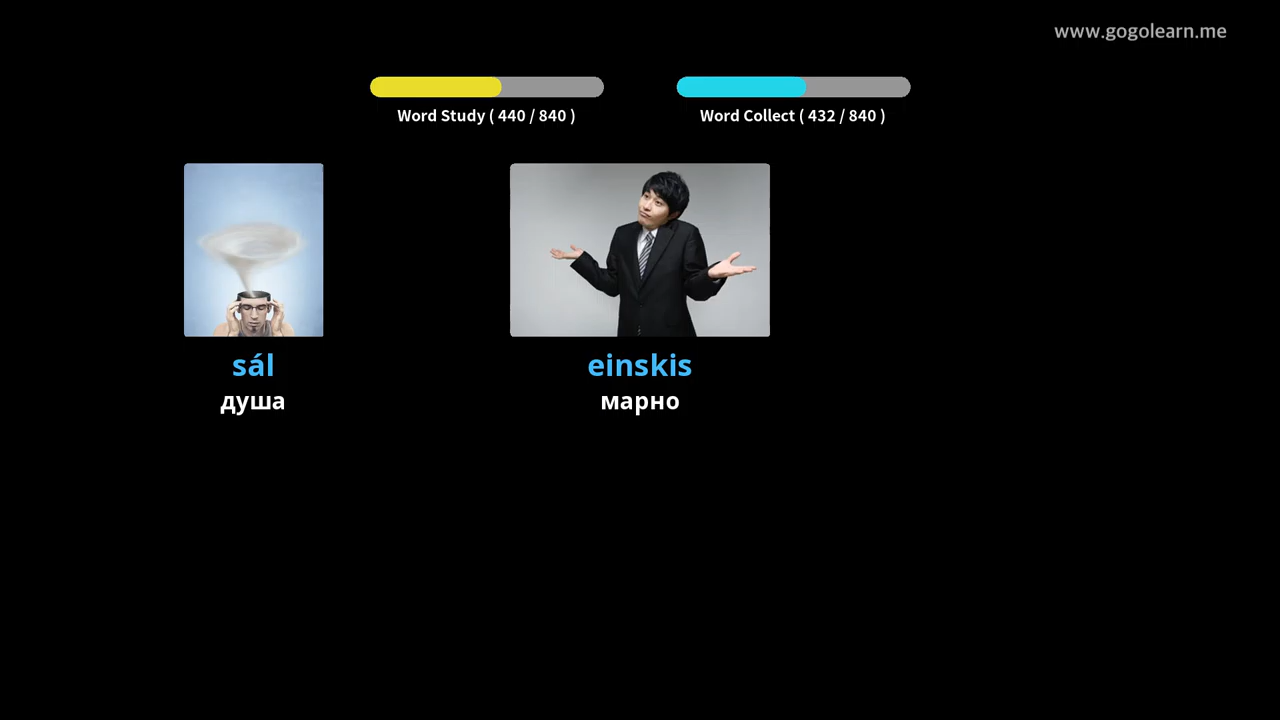 www.gogolearn.me
Word Study ( 440 / 840 )
Word Collect ( 432 / 840 )
sál
душа
einskis
марно